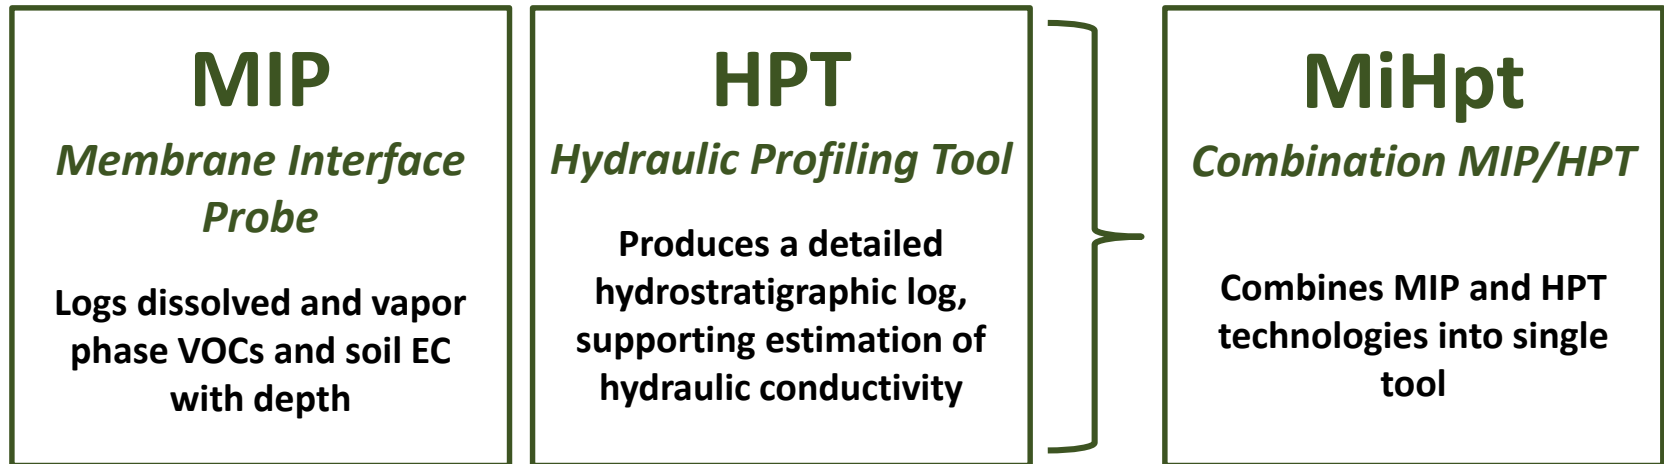 MIP
Membrane Interface
Probe
Logs dissolved and vapor
phase VOCs and soil EC
with depth
HPT
Hydraulic Profiling Tool
Produces a detailed
hydrostratigraphic log,
supporting estimation of
hydraulic conductivity
MiHpt
Combination MIP/HPT
Combines MIP and HPT
technologies into single
tool